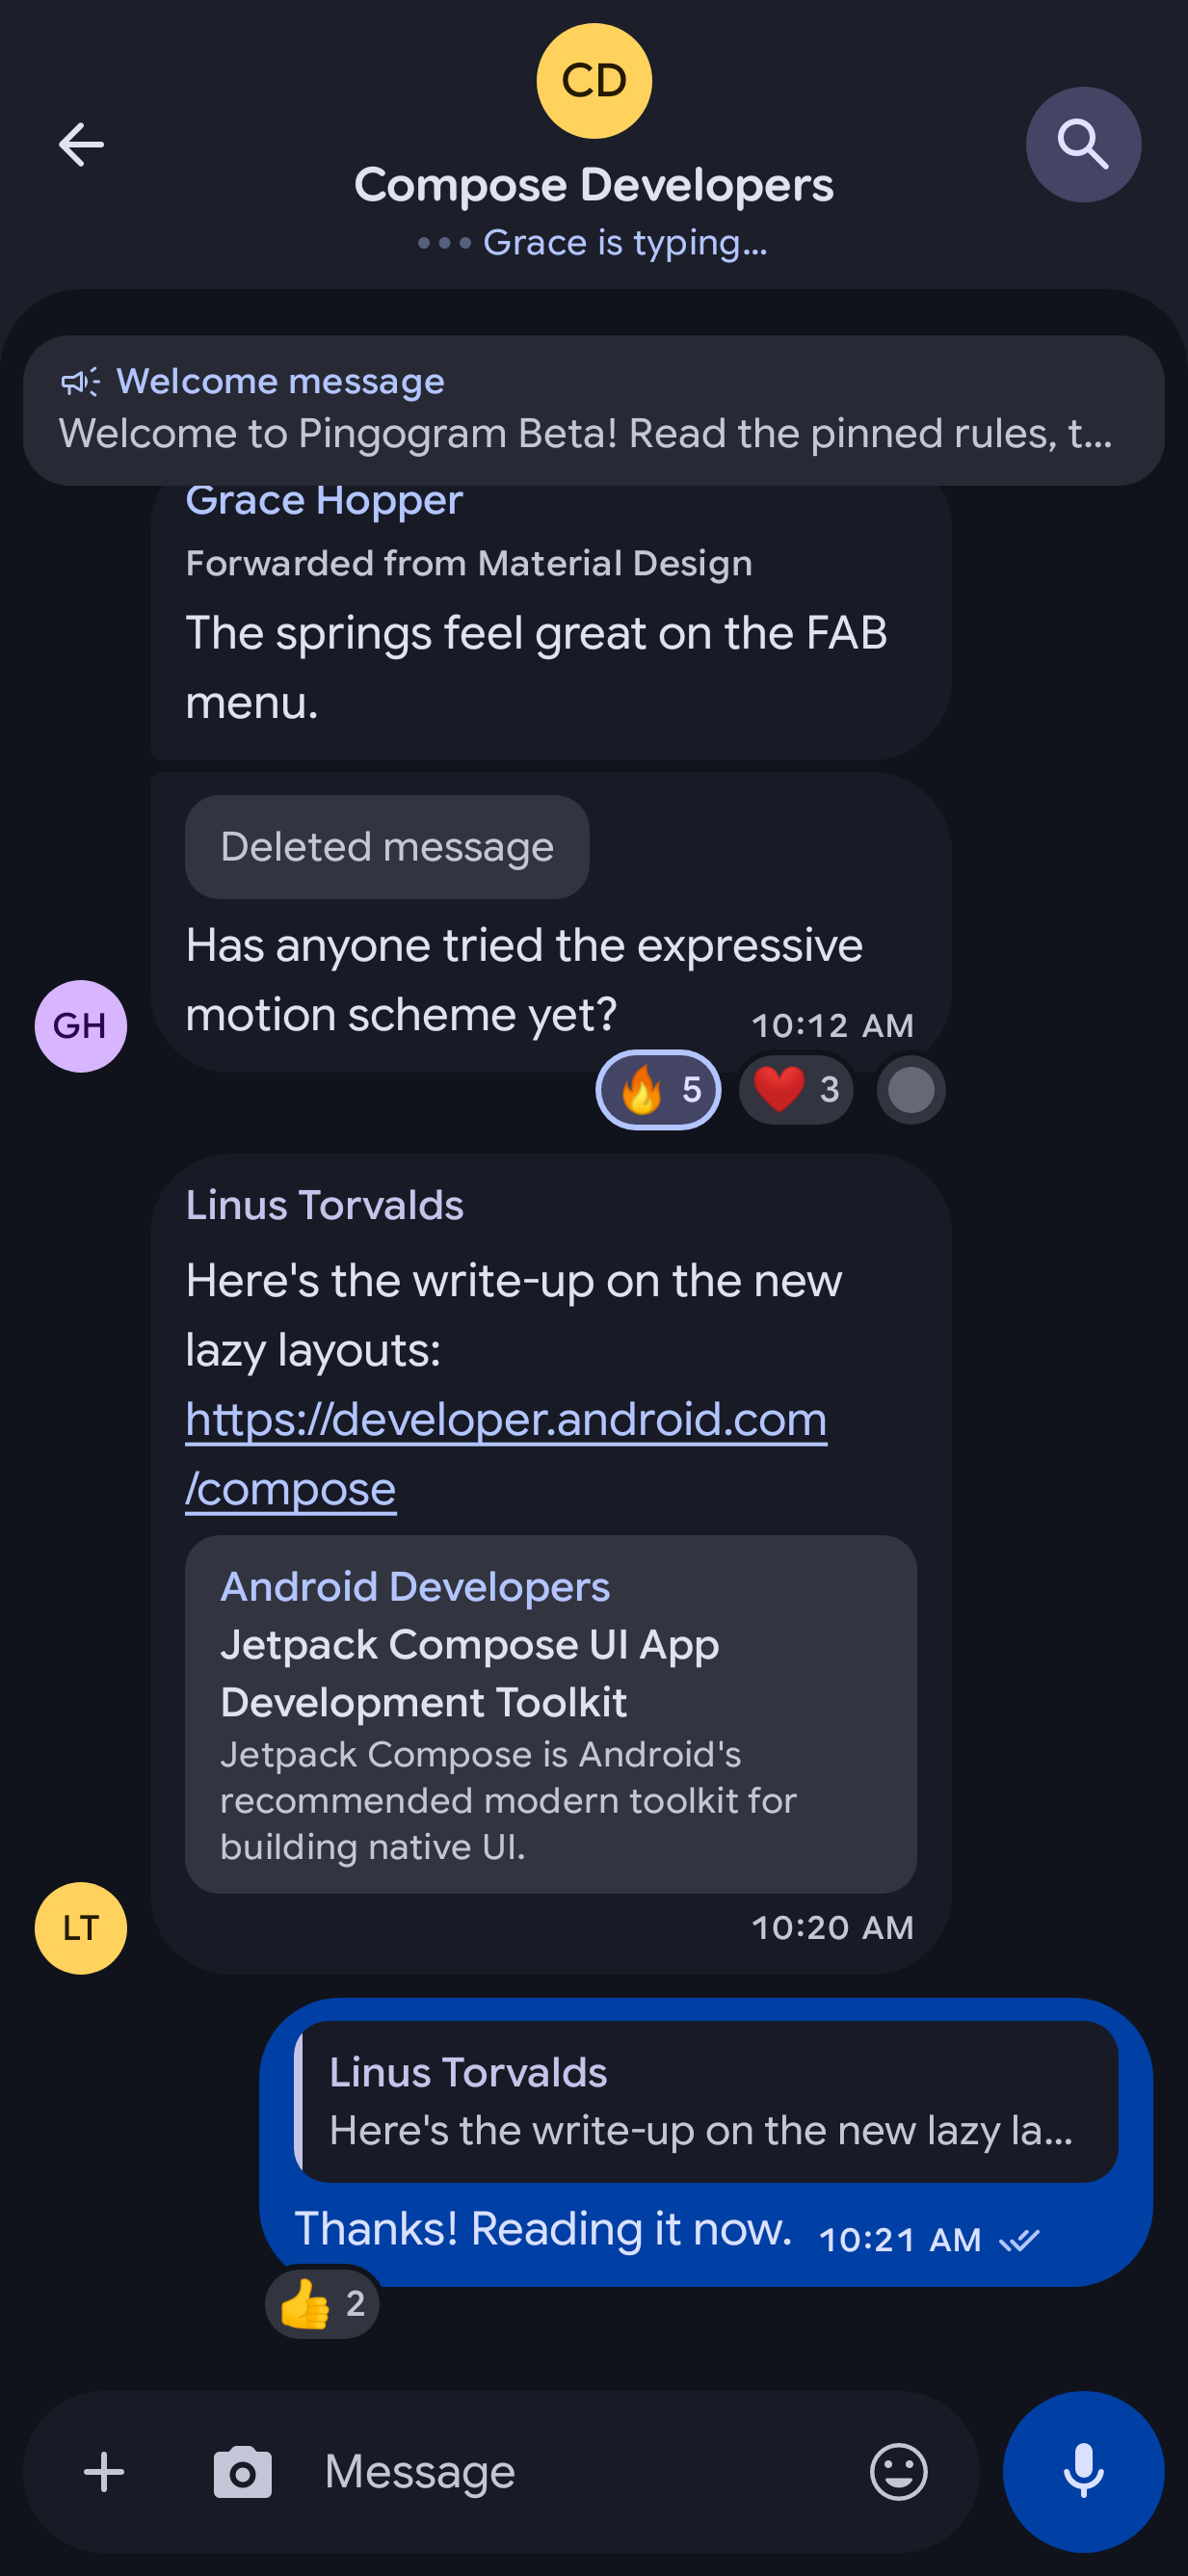 CD
Compose Developers
Grace is typing...
Welcome message
Welcome to Pingogram Beta! Read the pinned rules, t...
Grace Hopper
Forwarded from Material Design
The springs feel great on the FAB
menu.
Deleted message
Has anyone tried the expressive
motion scheme yet?
10:12 AM
GH
🔥 5
❤️ 3
Linus Torvalds
Here's the write-up on the new
lazy layouts:
https://developer.android.com
/compose
Android Developers
Jetpack Compose UI App
Development Toolkit
Jetpack Compose is Android's
recommended modern toolkit for
building native UI.
LT
10:20 AM
Linus Torvalds
Here's the write-up on the new lazy la...
Thanks! Reading it now. 10:21 AM
👍 2
Message